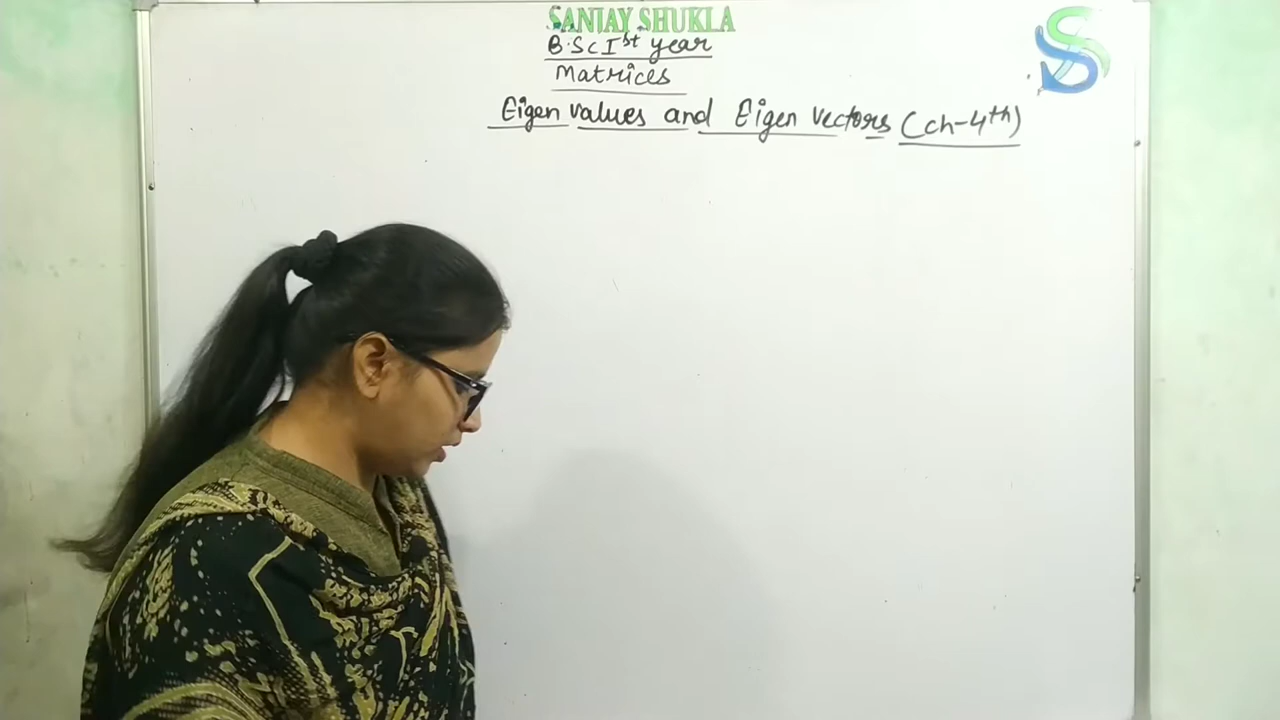 SANJAY SHUKLA
B.Sc Ist year
Matrices
Eigen values and Eigen vectors (ch-4th)